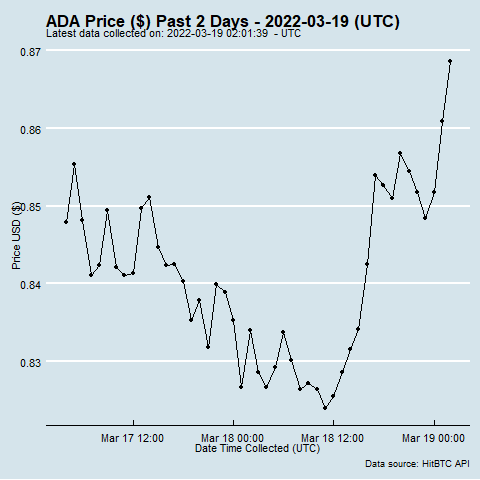 ADA Price ($) Past 2 Days - 2022-03-19 (UTC)
Latest data collected on: 2022-03-19 02:01:39 - UTC
0.87
0.86
0.85
0.84
0.83
Price USD ($)
Mar 17 12:00
Mar 18 00:00
Mar 18 12:00
Mar 19 00:00
Date Time Collected (UTC)
Data source: HitBTC API